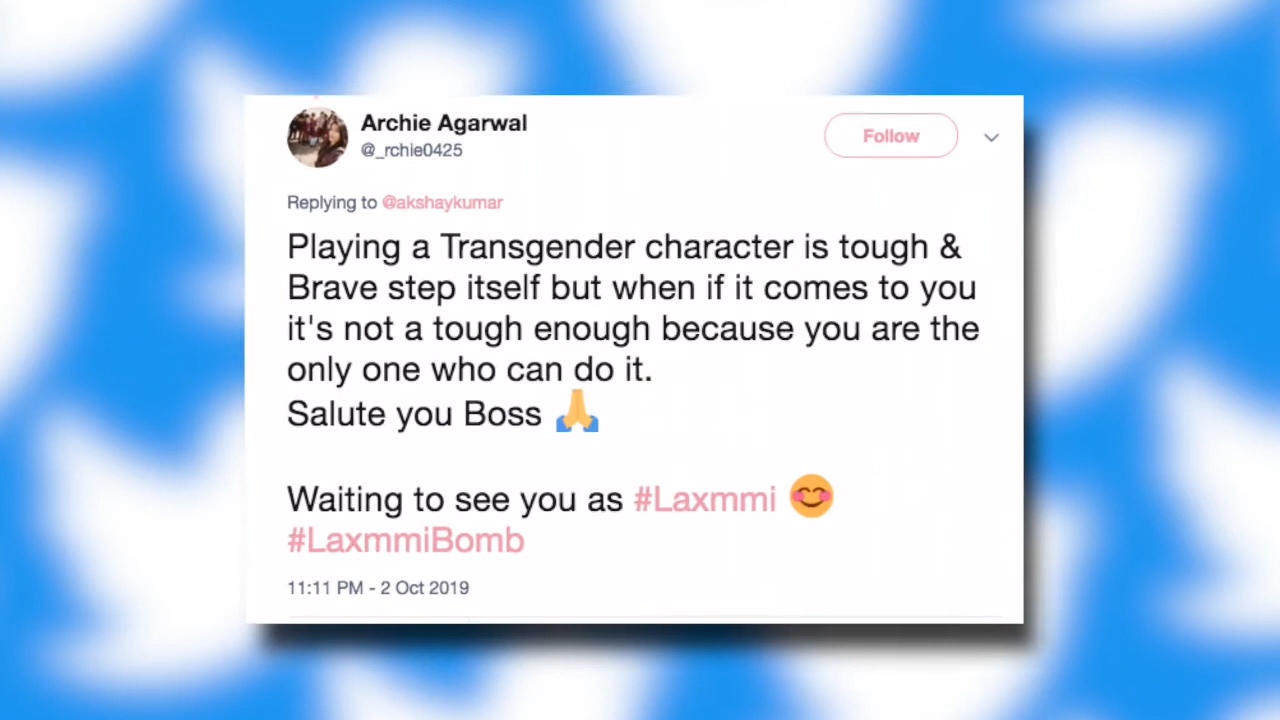 Archie Agarwal
@_rchie0425
Follow
Replying to @akshaykumar
Playing a Transgender character is tough &
Brave step itself but when if it comes to you
it's not a tough enough because you are the
only one who can do it.
Salute you Boss 🙏
Waiting to see you as #Laxmmi 😊
#LaxmmiBomb
11:11 PM - 2 Oct 2019